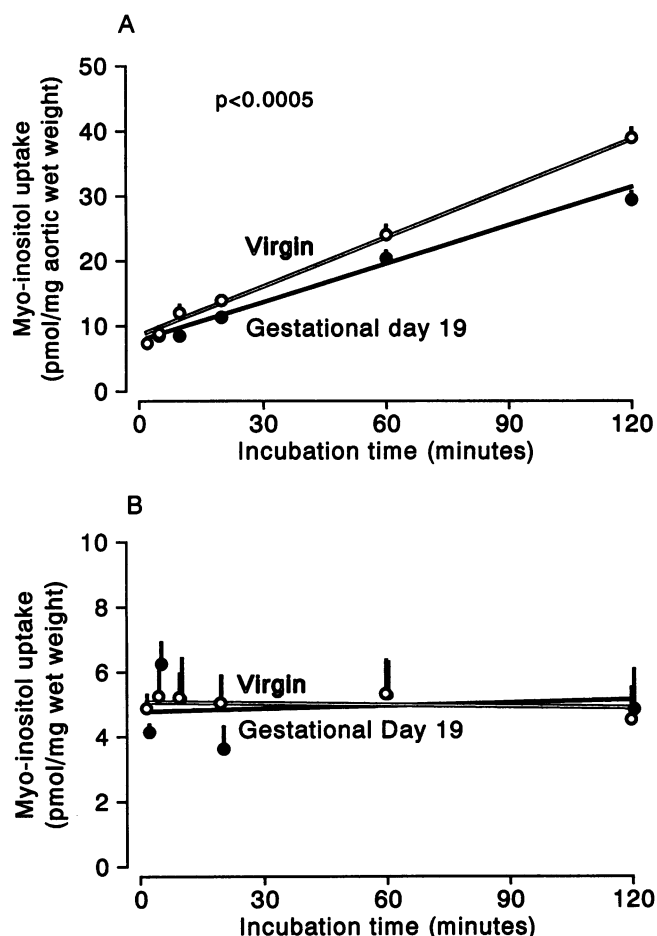 A
50
40
30
20
10
0
Myo-inositol uptake
(pmol/mg aortic wet weight)
p<0.0005
Virgin
Gestational day 19
0 30 60 90 120
Incubation time (minutes)
B
10
8
6
4
2
0
Myo-inositol uptake
(pmol/mg wet weight)
Virgin
Gestational Day 19
0 30 60 90 120
Incubation time (minutes)